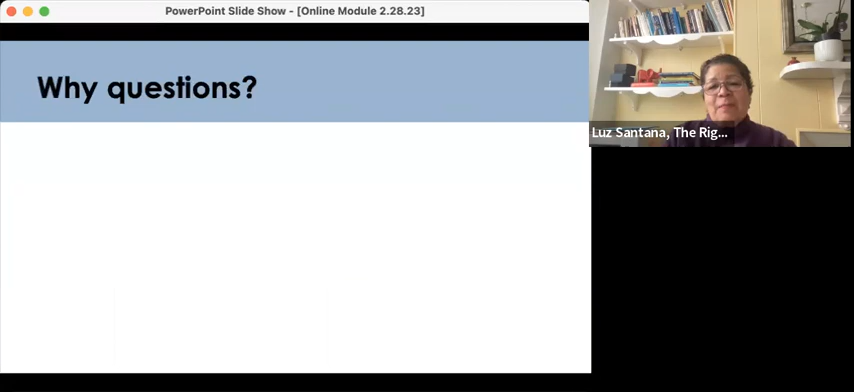 PowerPoint Slide Show - [Online Module 2.28.23]
Why questions?
Luz Santana, The Rig...